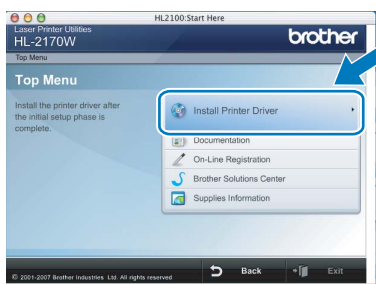 HL2100:Start Here
Laser Printer Utilities
HL-2170W
brother
Top Menu
Top Menu
Install the printer driver after
the initial setup phase is
complete.
Install Printer Driver
Documentation
On-Line Registration
Brother Solutions Center
Supplies Information
© 2001-2007 Brother Industries Ltd. All rights reserved
Back
Exit